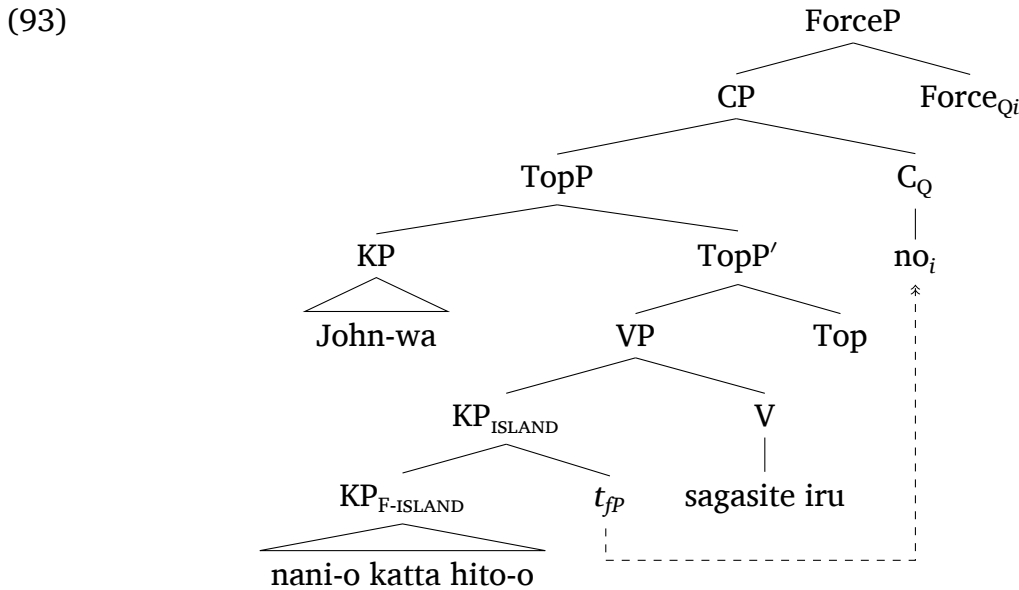 (93) ForceP
CP Force_Qi
TopP C_Q
KP TopP′ no_i
John-wa VP Top
KP_ISLAND V
KP_F-ISLAND t_fP sagasite iru
nani-o katta hito-o